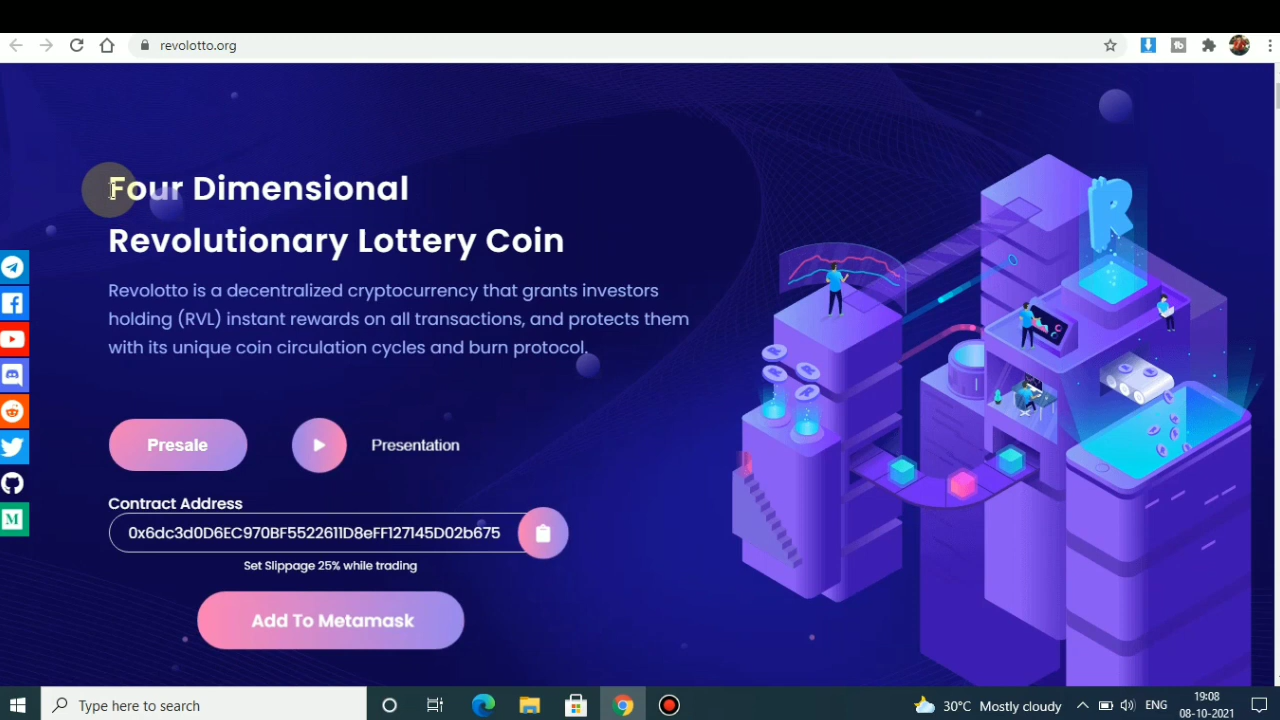 revolotto.org
Four Dimensional
Revolutionary Lottery Coin
Revolotto is a decentralized cryptocurrency that grants investors
holding (RVL) instant rewards on all transactions, and protects them
with its unique coin circulation cycles and burn protocol.
Presale
Presentation
Contract Address
0x6dc3d0D6EC970BF5522611D8eFF127145D02b675
Set Slippage 25% while trading
Add To Metamask
Type here to search
30°C Mostly cloudy
ENG
19:08
08-10-2021